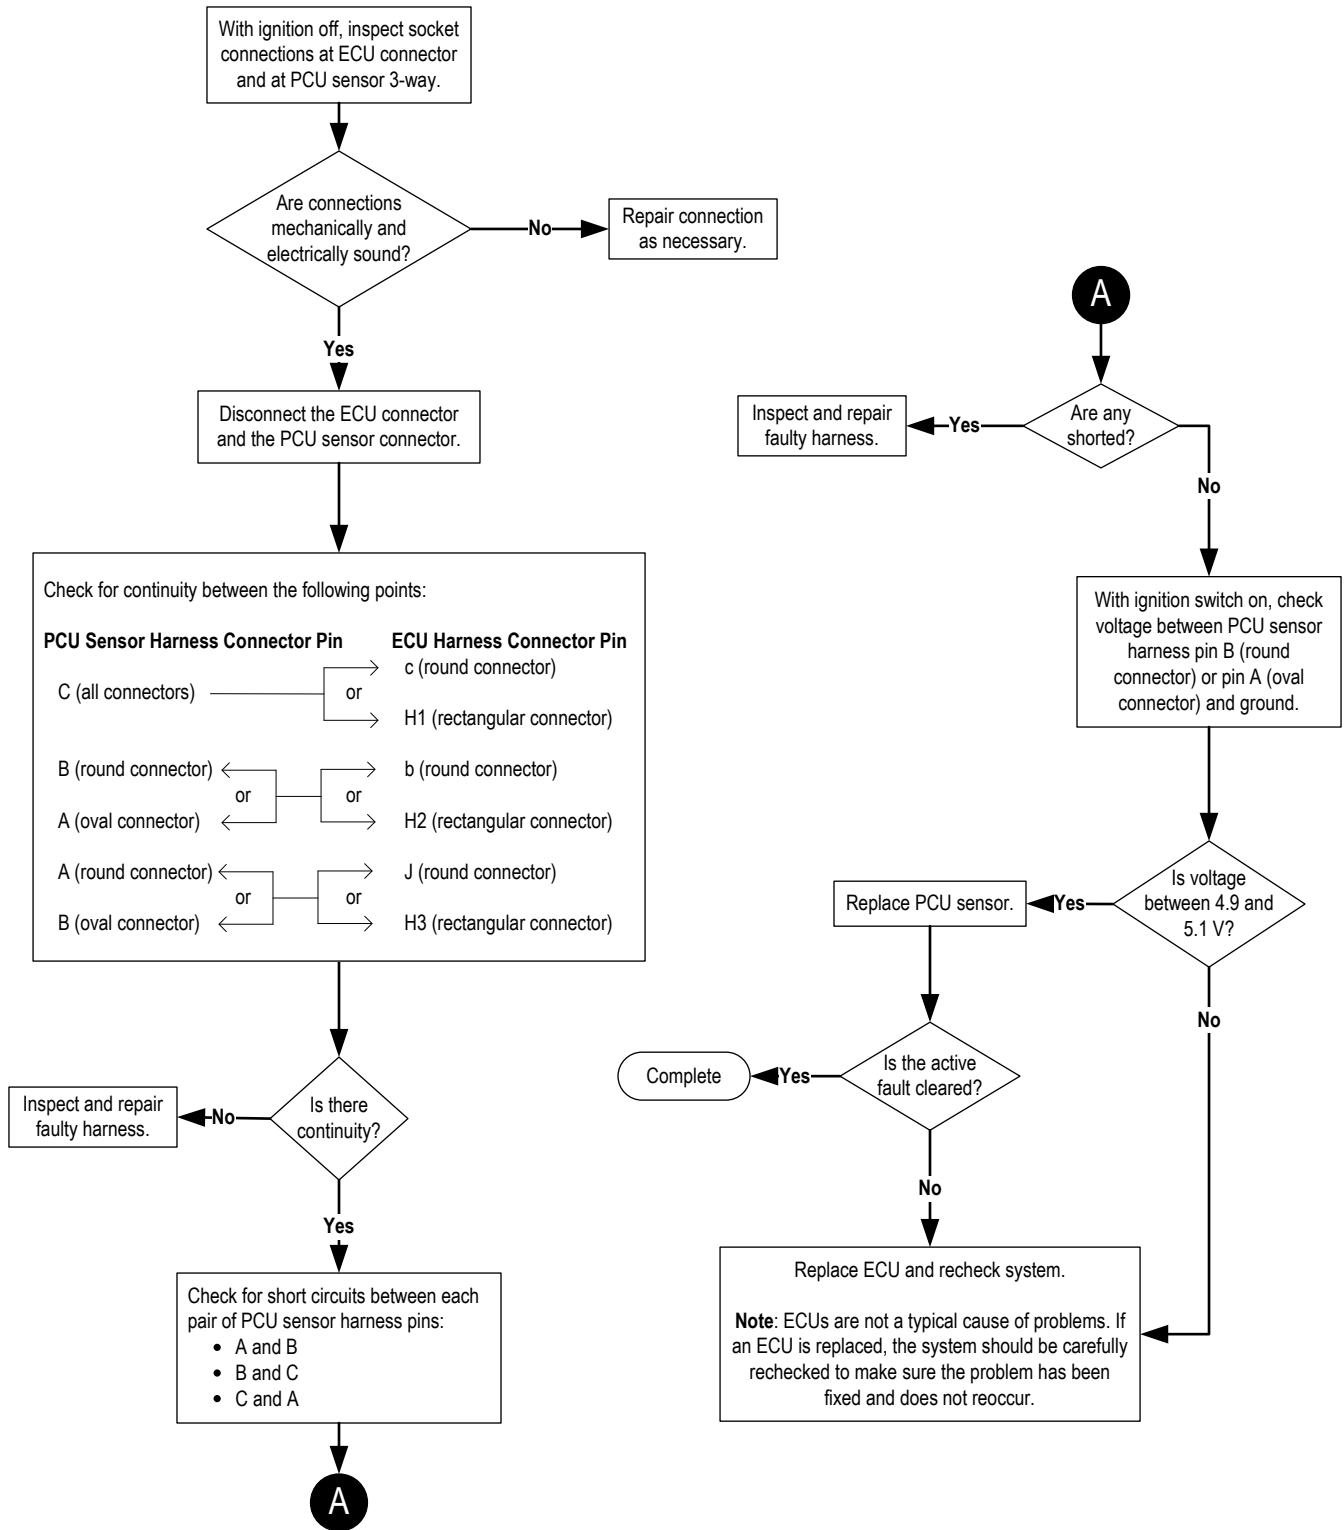 With ignition off, inspect socket
connections at ECU connector
and at PCU sensor 3-way.
Are connections
mechanically and
electrically sound?
No
Repair connection
as necessary.
Yes
Disconnect the ECU connector
and the PCU sensor connector.
Check for continuity between the following points:
PCU Sensor Harness Connector Pin ECU Harness Connector Pin
c (round connector)
C (all connectors) or
H1 (rectangular connector)
B (round connector) b (round connector)
or or
A (oval connector) H2 (rectangular connector)
A (round connector) J (round connector)
or or
B (oval connector) H3 (rectangular connector)
Is there
continuity?
No
Inspect and repair
faulty harness.
Yes
Check for short circuits between each
pair of PCU sensor harness pins:
• A and B
• B and C
• C and A
A
A
Are any
shorted?
Yes
Inspect and repair
faulty harness.
No
With ignition switch on, check
voltage between PCU sensor
harness pin B (round
connector) or pin A (oval
connector) and ground.
Is voltage
between 4.9 and
5.1 V?
Yes
Replace PCU sensor.
No
Is the active
fault cleared?
Yes
Complete
No
Replace ECU and recheck system.
Note: ECUs are not a typical cause of problems. If
an ECU is replaced, the system should be carefully
rechecked to make sure the problem has been
fixed and does not reoccur.